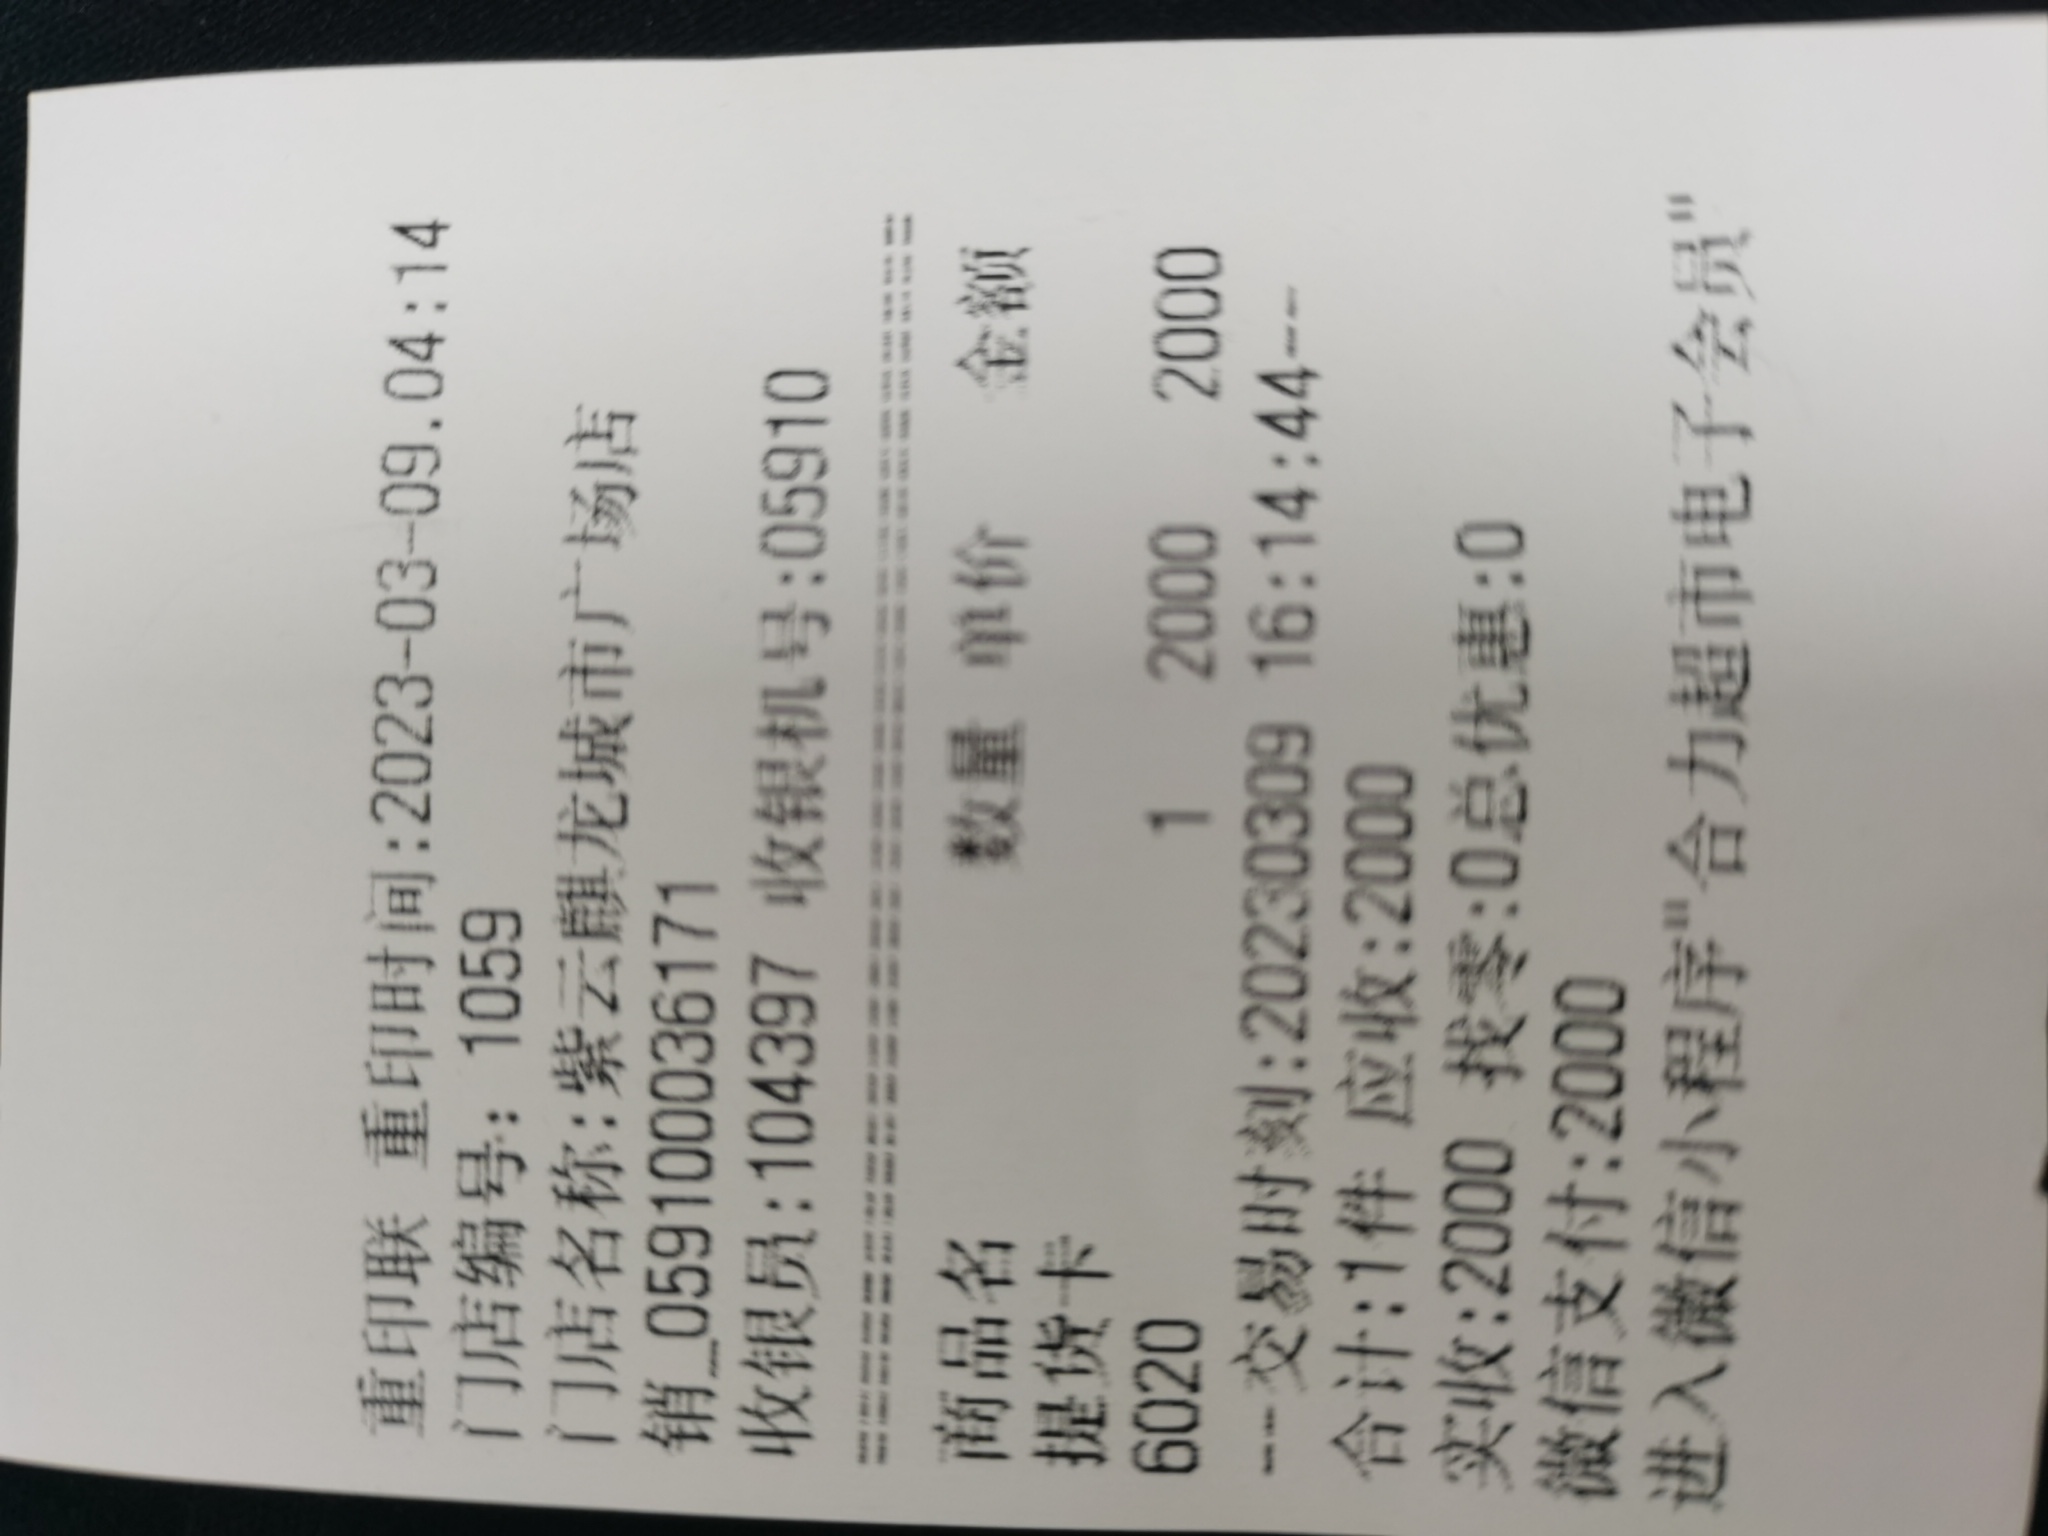 重印联 重印时间:2023-03-09.04:14
门店编号: 1059
门店名称:紫云麒龙城市广场店
销_059100036171
收银员:104397 收银机号:05910
================================
商品名 数量 单价 金额
提货卡
6020 1 2000 2000
---交易时刻:20230309 16:14:44---
合计:1件 应收:2000
实收:2000 找零:0总优惠:0
微信支付:2000
进入微信小程序"合力超市电子会员"